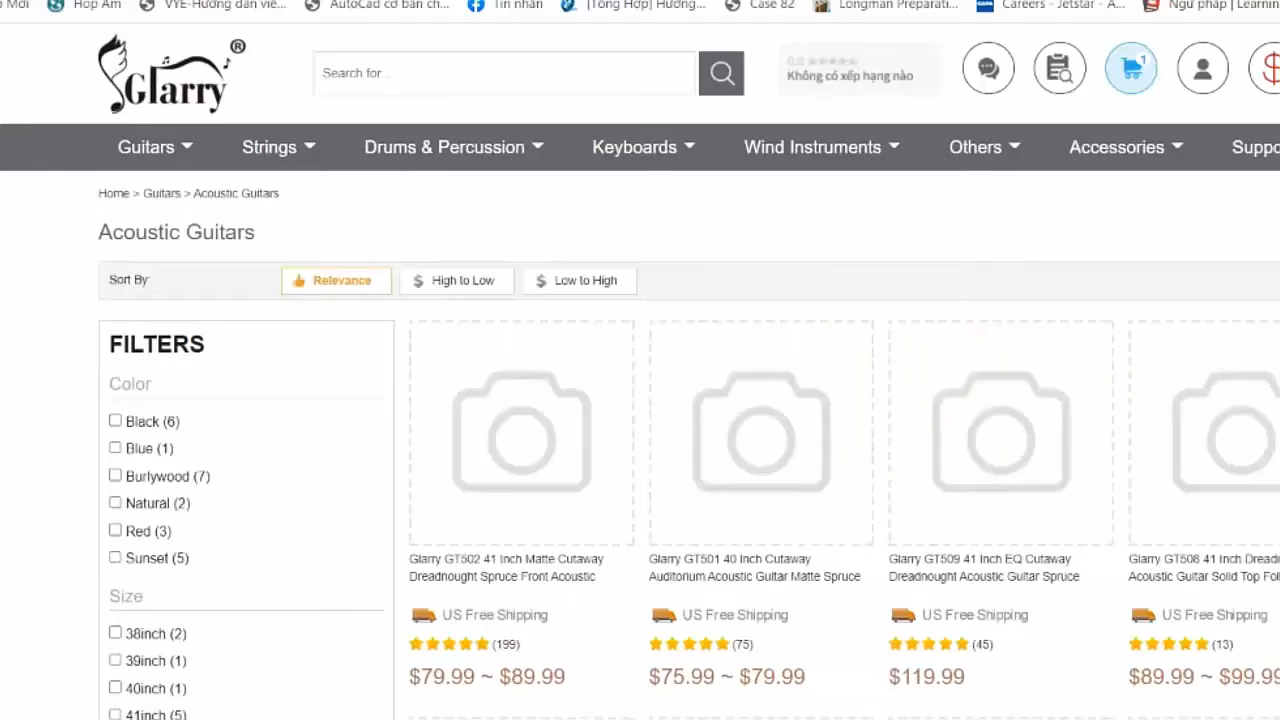 Mới
Hợp Âm
VYE-Hướng dẫn viê...
AutoCad cơ bản ch...
Tin nhắn
[Tổng Hợp] Hướng...
Case 82
Longman Preparati...
Careers - Jetstar - A...
Ngữ pháp | Learnin
Glarry ®
Search for...
0.0 ★★★★★
Không có xếp hạng nào
1
Guitars
Strings
Drums & Percussion
Keyboards
Wind Instruments
Others
Accessories
Suppo
Home > Guitars > Acoustic Guitars
Acoustic Guitars
Sort By
Relevance
$ High to Low
$ Low to High
FILTERS
Color
Black (6)
Blue (1)
Burlywood (7)
Natural (2)
Red (3)
Sunset (5)
Size
38inch (2)
39inch (1)
40inch (1)
41inch (5)
Glarry GT502 41 Inch Matte Cutaway
Dreadnought Spruce Front Acoustic
US Free Shipping
(199)
$79.99 ~ $89.99
Glarry GT501 40 Inch Cutaway
Auditorium Acoustic Guitar Matte Spruce
US Free Shipping
(75)
$75.99 ~ $79.99
Glarry GT509 41 Inch EQ Cutaway
Dreadnought Acoustic Guitar Spruce
US Free Shipping
(45)
$119.99
Glarry GT508 41 Inch Dreadn
Acoustic Guitar Solid Top Fol
US Free Shipping
(13)
$89.99 ~ $99.99